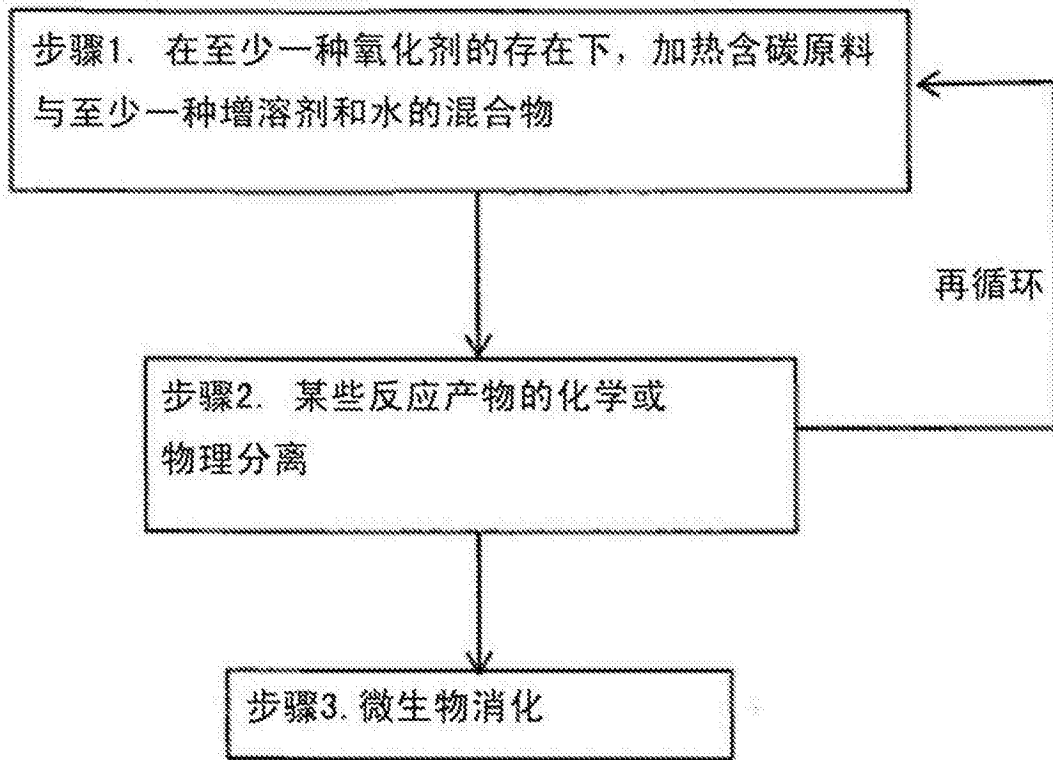 步骤1. 在至少一种氧化剂的存在下，加热含碳原料
与至少一种增溶剂和水的混合物
再循环
步骤2. 某些反应产物的化学或
物理分离
步骤3.微生物消化